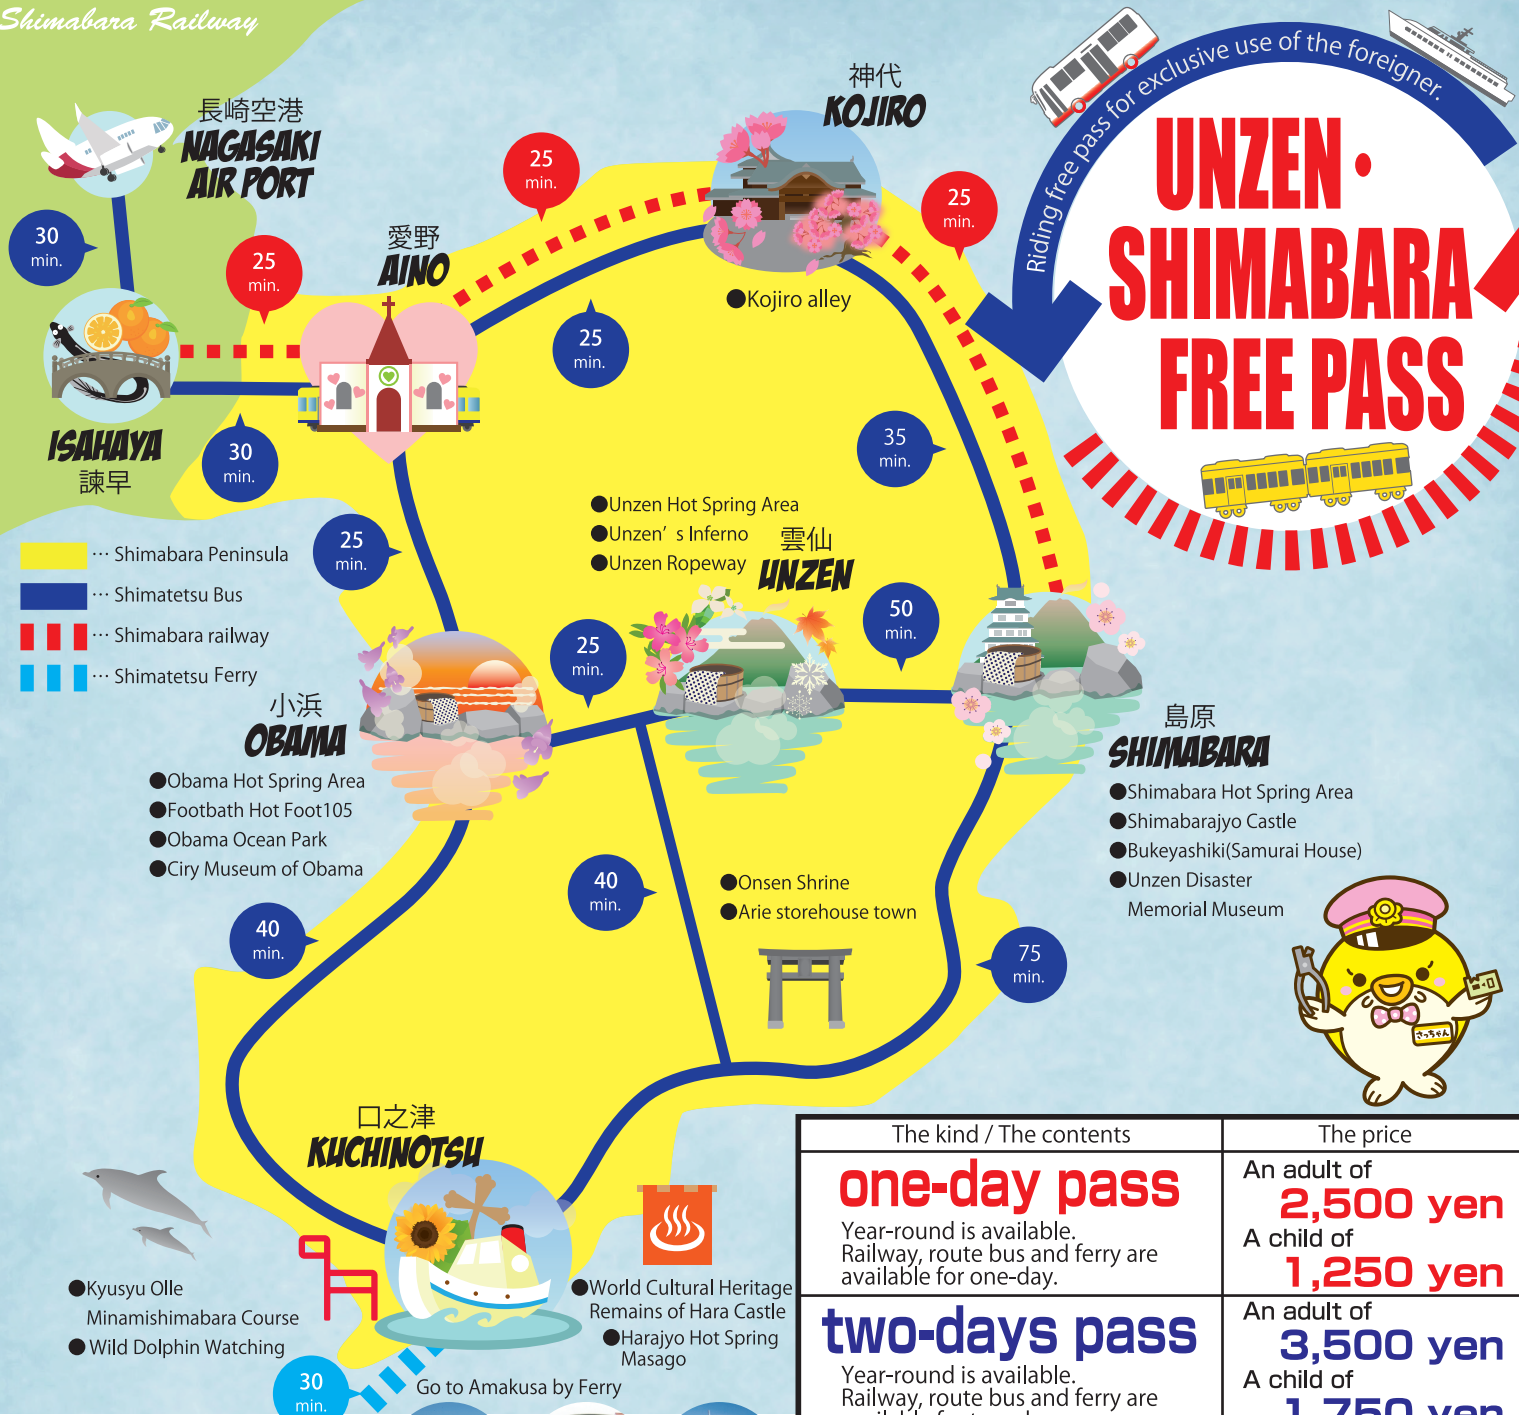 Shimabara Railway
長崎空港
NAGASAKI
AIR PORT
30
min.
25
min.
愛野
AINO
25
min.
神代
KOJIRO
25
min.
Riding free pass for exclusive use of the foreigner.
UNZEN・
SHIMABARA
FREE PASS
●Kojiro alley
25
min.
ISAHAYA
諫早
30
min.
35
min.
●Unzen Hot Spring Area
●Unzen's Inferno
●Unzen Ropeway
雲仙
UNZEN
… Shimabara Peninsula
… Shimatetsu Bus
… Shimabara railway
… Shimatetsu Ferry
25
min.
25
min.
50
min.
小浜
OBAMA
●Obama Hot Spring Area
●Footbath Hot Foot105
●Obama Ocean Park
●Ciry Museum of Obama
島原
SHIMABARA
●Shimabara Hot Spring Area
●Shimabarajyo Castle
●Bukeyashiki(Samurai House)
●Unzen Disaster
Memorial Museum
40
min.
40
min.
●Onsen Shrine
●Arie storehouse town
75
min.
さっちゃん
口之津
KUCHINOTSU
●Kyusyu Olle
Minamishimabara Course
●Wild Dolphin Watching
●World Cultural Heritage
Remains of Hara Castle
●Harajyo Hot Spring
Masago
30
min.
Go to Amakusa by Ferry
The kind / The contents
The price
one-day pass
Year-round is available.
Railway, route bus and ferry are
available for one-day.
An adult of
2,500 yen
A child of
1,250 yen
two-days pass
Year-round is available.
Railway, route bus and ferry are
An adult of
3,500 yen
A child of
1,750 yen